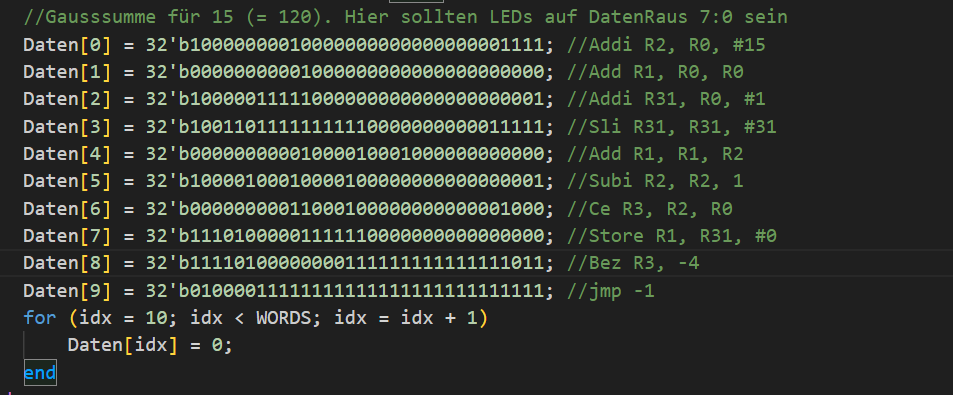 //Gausssumme für 15 (= 120). Hier sollten LEDs auf DatenRaus 7:0 sein
Daten[0] = 32'b10000000010000000000000000001111; //Addi R2, R0, #15
Daten[1] = 32'b00000000001000000000000000000000; //Add R1, R0, R0
Daten[2] = 32'b10000011111000000000000000000001; //Addi R31, R0, #1
Daten[3] = 32'b10011011111111110000000000011111; //Sli R31, R31, #31
Daten[4] = 32'b00000000001000010001000000000000; //Add R1, R1, R2
Daten[5] = 32'b10000100010000100000000000000001; //Subi R2, R2, 1
Daten[6] = 32'b00000000011000100000000000001000; //Ce R3, R2, R0
Daten[7] = 32'b11101000001111110000000000000000; //Store R1, R31, #0
Daten[8] = 32'b11110100000000111111111111111011; //Bez R3, -4
Daten[9] = 32'b01000011111111111111111111111111; //jmp -1
for (idx = 10; idx < WORDS; idx = idx + 1)
Daten[idx] = 0;
end